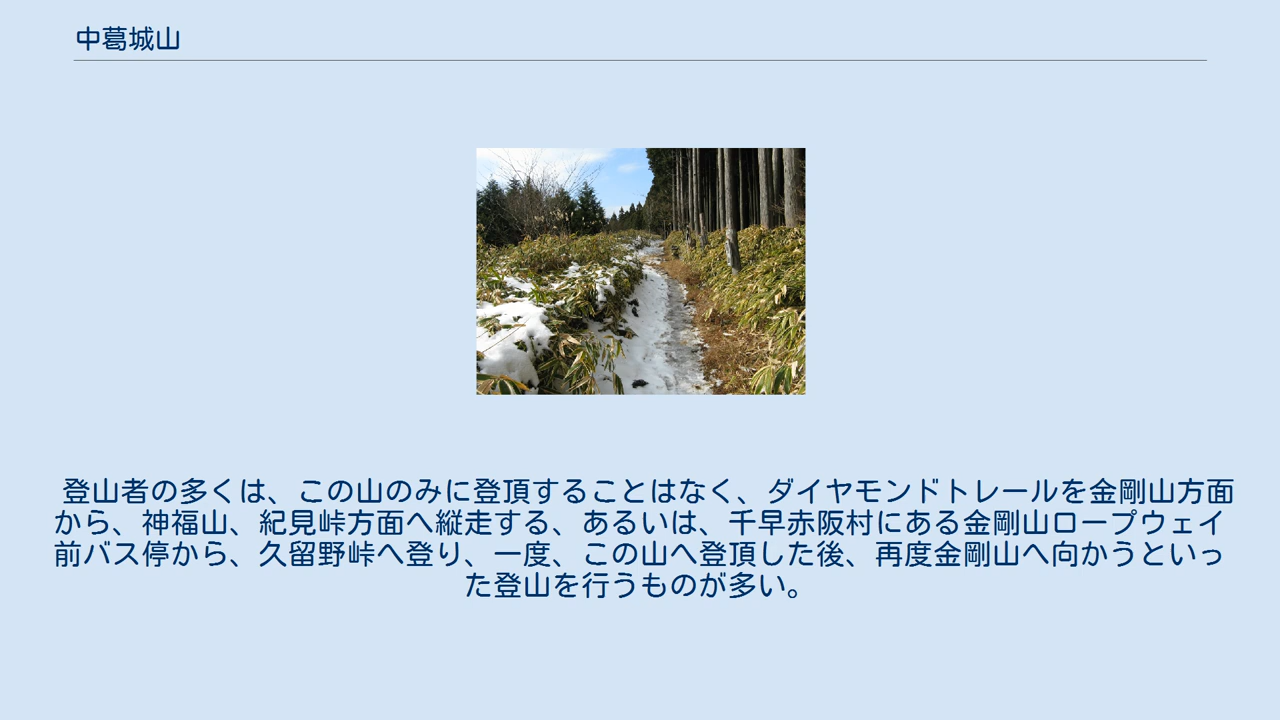 中葛城山
登山者の多くは、この山のみに登頂することはなく、ダイヤモンドトレールを金剛山方面
から、神福山、紀見峠方面へ縦走する、あるいは、千早赤阪村にある金剛山ロープウェイ
前バス停から、久留野峠へ登り、一度、この山へ登頂した後、再度金剛山へ向かうといっ
た登山を行うものが多い。